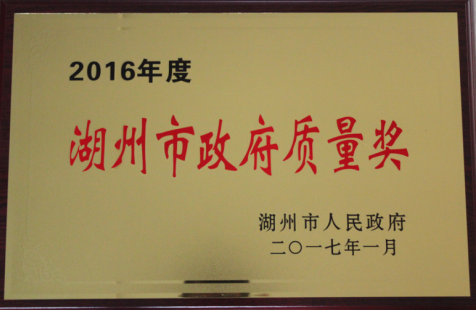 2016年度
湖州市政府质量奖
湖州市人民政府
二〇一七年一月